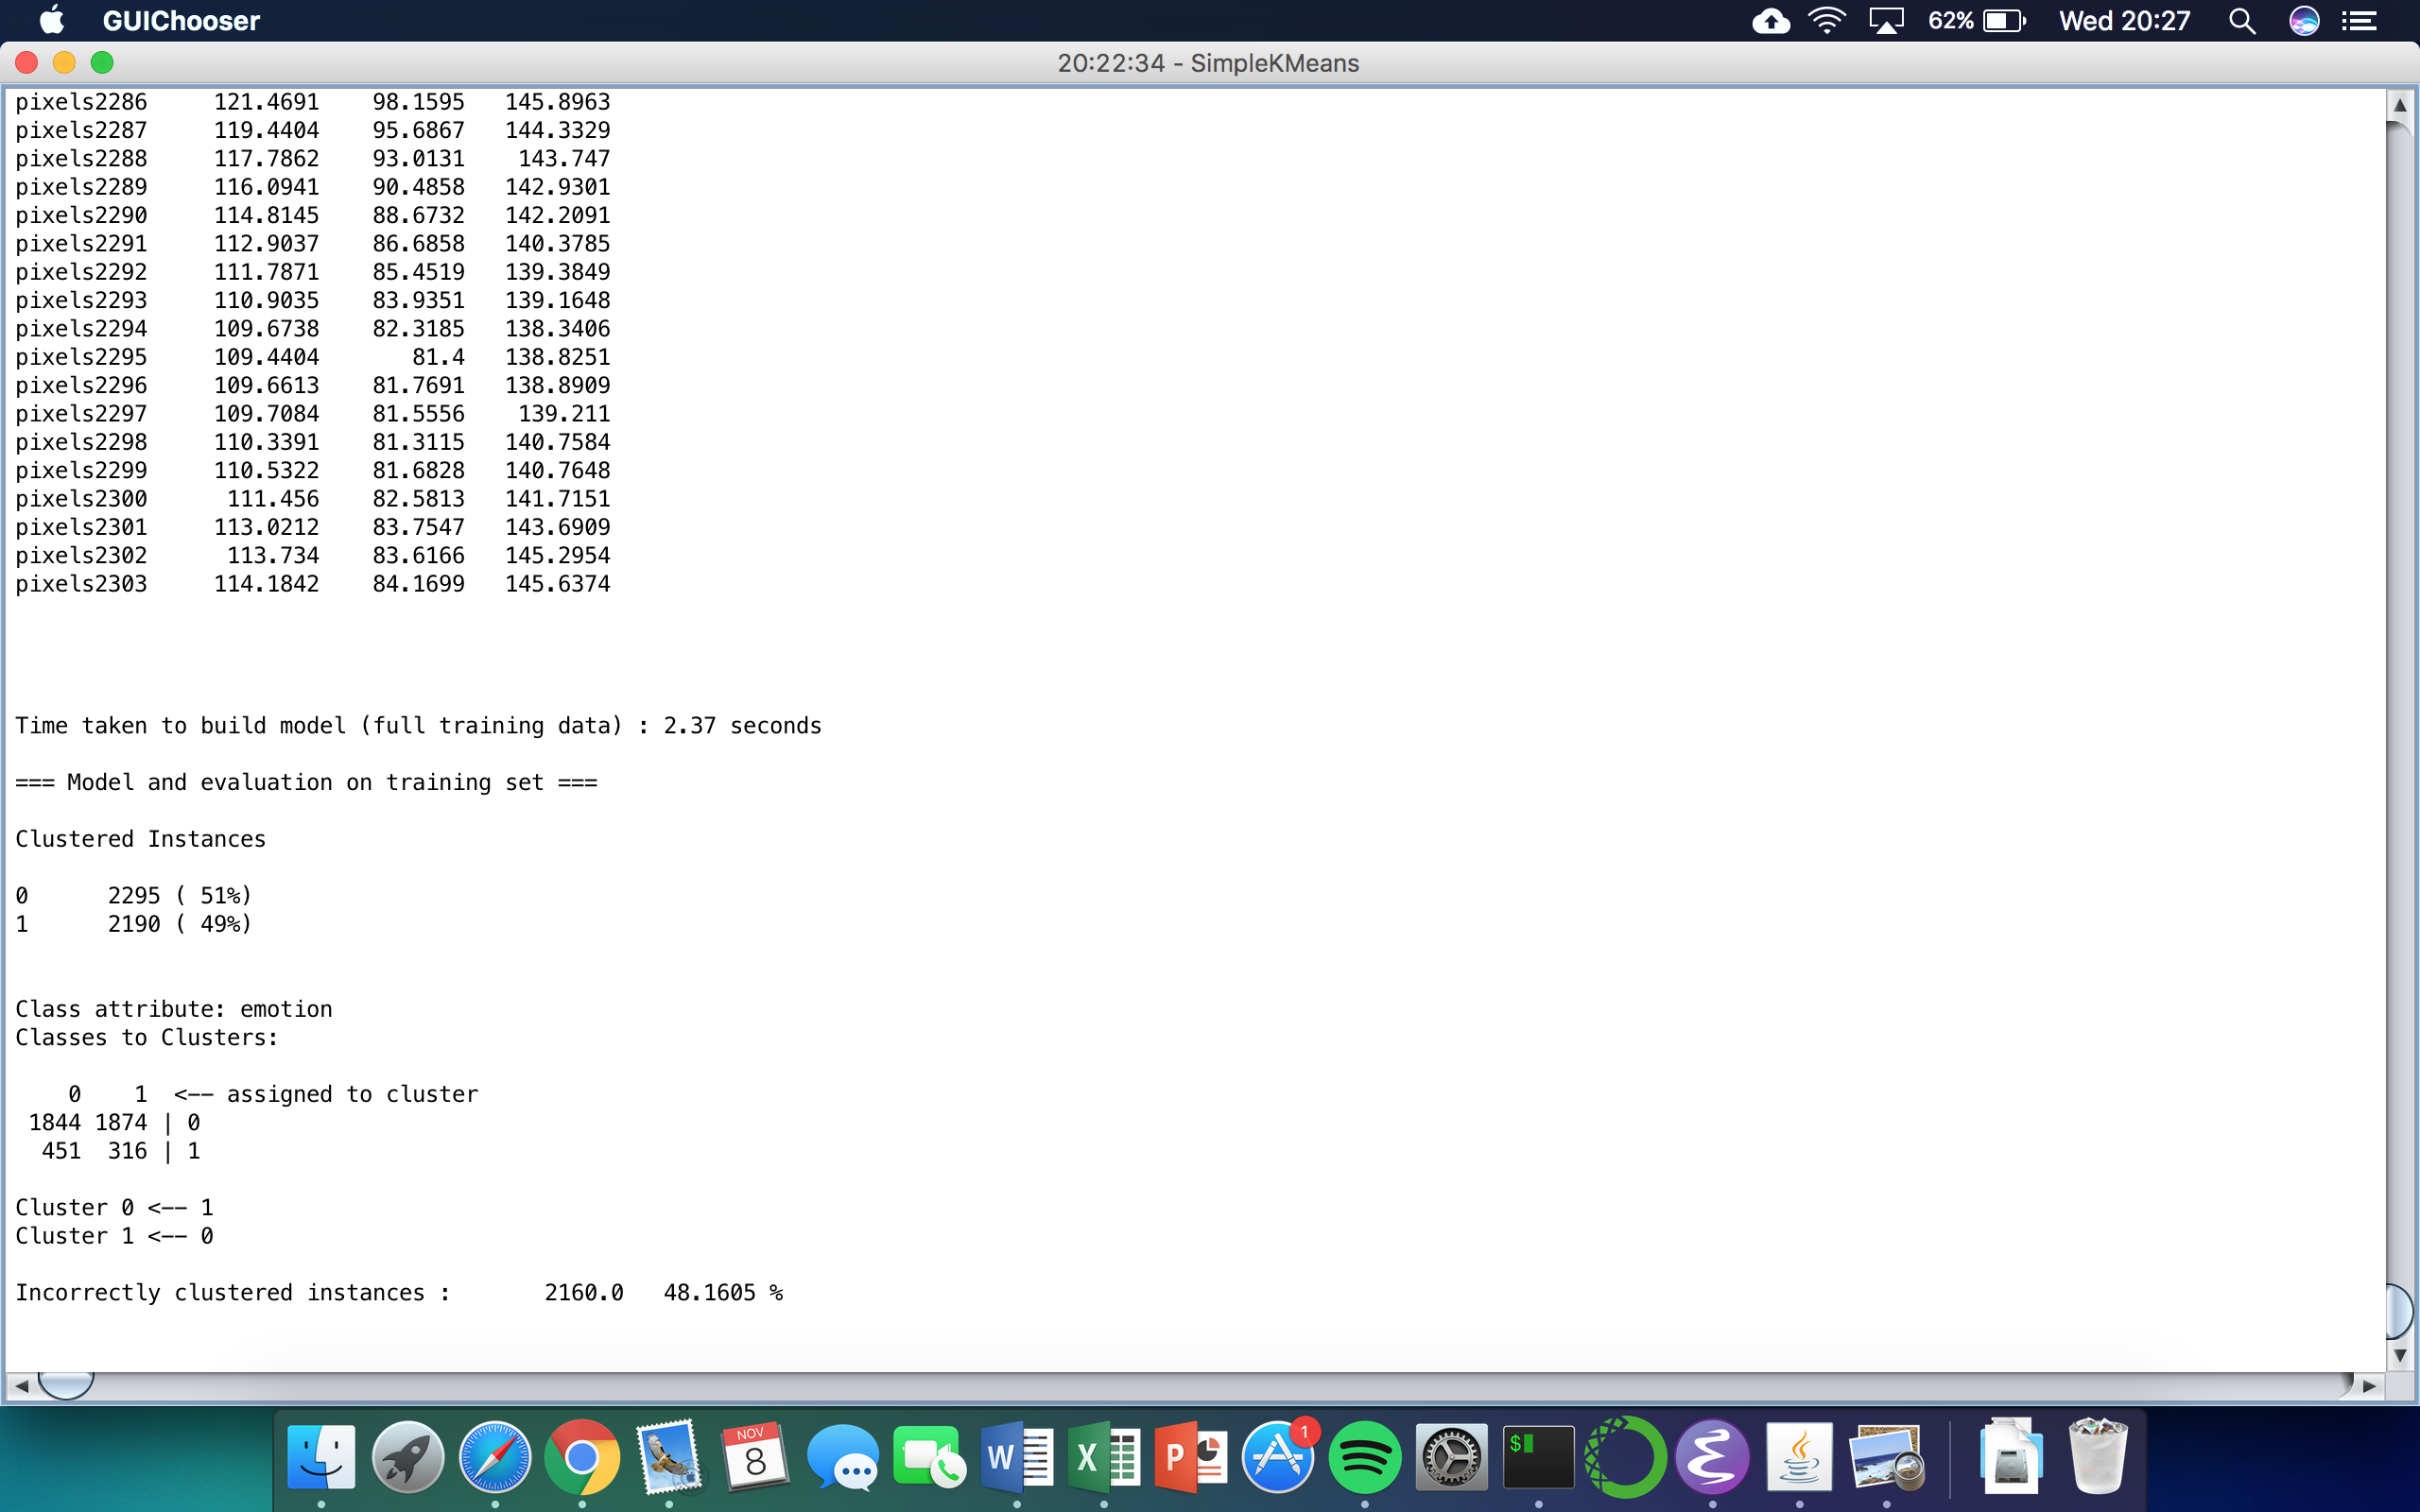 GUIChooser 62% Wed 20:27
20:22:34 - SimpleKMeans
pixels2286 121.4691 98.1595 145.8963
pixels2287 119.4404 95.6867 144.3329
pixels2288 117.7862 93.0131 143.747
pixels2289 116.0941 90.4858 142.9301
pixels2290 114.8145 88.6732 142.2091
pixels2291 112.9037 86.6858 140.3785
pixels2292 111.7871 85.4519 139.3849
pixels2293 110.9035 83.9351 139.1648
pixels2294 109.6738 82.3185 138.3406
pixels2295 109.4404 81.4 138.8251
pixels2296 109.6613 81.7691 138.8909
pixels2297 109.7084 81.5556 139.211
pixels2298 110.3391 81.3115 140.7584
pixels2299 110.5322 81.6828 140.7648
pixels2300 111.456 82.5813 141.7151
pixels2301 113.0212 83.7547 143.6909
pixels2302 113.734 83.6166 145.2954
pixels2303 114.1842 84.1699 145.6374
Time taken to build model (full training data) : 2.37 seconds
=== Model and evaluation on training set ===
Clustered Instances
0 2295 ( 51%)
1 2190 ( 49%)
Class attribute: emotion
Classes to Clusters:
0 1 <-- assigned to cluster
1844 1874 | 0
451 316 | 1
Cluster 0 <-- 1
Cluster 1 <-- 0
Incorrectly clustered instances : 2160.0 48.1605 %
NOV
8
W
X
P
1
$